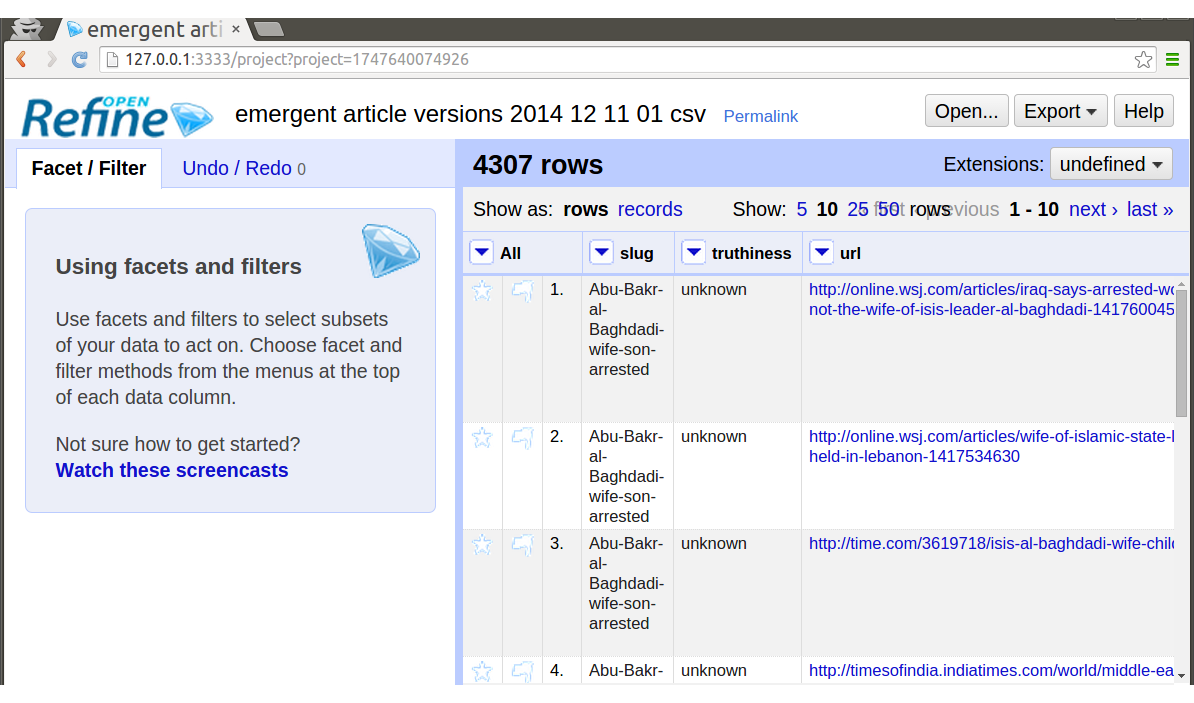 emergent arti ×
127.0.0.1:3333/project?project=1747640074926
OPEN
Refine
emergent article versions 2014 12 11 01 csv Permalink
Open... Export Help
Facet / Filter Undo / Redo 0
4307 rows
Extensions: undefined
Using facets and filters
Use facets and filters to select subsets
of your data to act on. Choose facet and
filter methods from the menus at the top
of each data column.
Not sure how to get started?
Watch these screencasts
Show as: rows records Show: 5 10 25 50 rows « first ‹ previous 1 - 10 next › last »
All slug truthiness url
1. Abu-Bakr- unknown http://online.wsj.com/articles/iraq-says-arrested-wo
al- not-the-wife-of-isis-leader-al-baghdadi-141760045
Baghdadi-
wife-son-
arrested
2. Abu-Bakr- unknown http://online.wsj.com/articles/wife-of-islamic-state-l
al- held-in-lebanon-1417534630
Baghdadi-
wife-son-
arrested
3. Abu-Bakr- unknown http://time.com/3619718/isis-al-baghdadi-wife-chil
al-
Baghdadi-
wife-son-
arrested
4. Abu-Bakr- unknown http://timesofindia.indiatimes.com/world/middle-ea